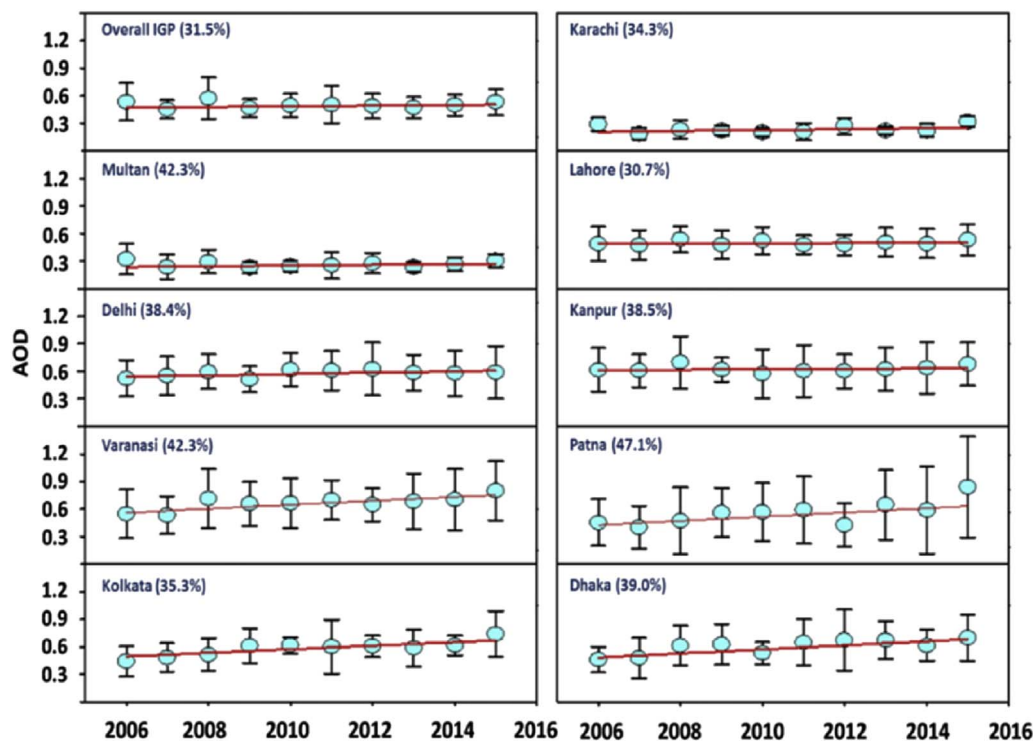 Overall IGP (31.5%) Karachi (34.3%)
1.2
0.9
0.6
0.3
Multan (42.3%) Lahore (30.7%)
1.2
0.9
0.6
0.3
Delhi (38.4%) Kanpur (38.5%)
1.2
0.9
0.6
0.3
AOD
Varanasi (42.3%) Patna (47.1%)
1.2
0.9
0.6
0.3
Kolkata (35.3%) Dhaka (39.0%)
1.2
0.9
0.6
0.3
2006 2008 2010 2012 2014 2016 2006 2008 2010 2012 2014 2016